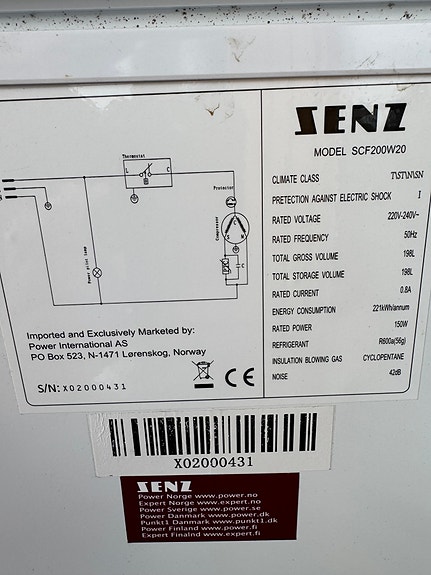 SENZ
MODEL SCF200W20
CLIMATE CLASS T\ST\N\SN
PRETECTION AGAINST ELECTRIC SHOCK I
RATED VOLTAGE 220V-240V~
RATED FREQUENCY 50Hz
TOTAL GROSS VOLUME 198L
TOTAL STORAGE VOLUME 198L
RATED CURRENT 0.8A
ENERGY CONSUMPTION 221kWh/annum
RATED POWER 150W
REFRIGERANT R600a(56g)
INSULATION BLOWING GAS CYCLOPENTANE
NOISE 42dB
Thermostat
L C
Protector
Compressor
S M
C
Power pilot lamp
Imported and Exclusively Marketed by:
Power International AS
PO Box 523, N-1471 Lørenskog, Norway
S/N: X02000431
CE
X02000431
SENZ
Power Norge www.power.no
Expert Norge www.expert.no
Power Sverige www.power.se
Power Danmark www.power.dk
Punkt1 Danmark www.punkt1.dk
Power Finland www.power.fi
Expert Finalnd www.expert.fi